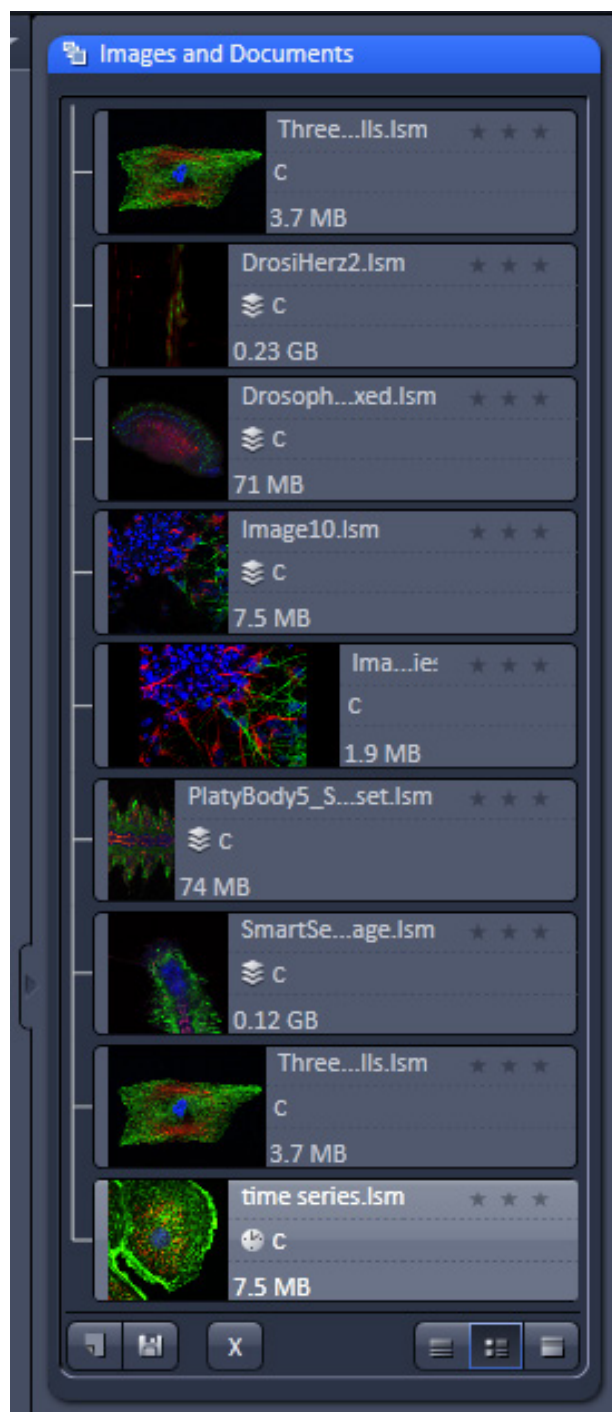 Images and Documents
Three...lls.lsm
C
3.7 MB
DrosiHerz2.lsm
C
0.23 GB
Drosoph...xed.lsm
C
71 MB
Image10.lsm
C
7.5 MB
Ima...ies
C
1.9 MB
PlatyBody5_S...set.lsm
C
74 MB
SmartSe...age.lsm
C
0.12 GB
Three...lls.lsm
C
3.7 MB
time series.lsm
C
7.5 MB
X